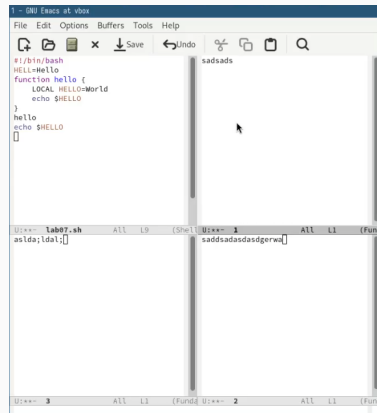 1 - GNU Emacs at vbox
File Edit Options Buffers Tools Help
Save Undo
#!/bin/bash
HELL=Hello
function hello {
    LOCAL HELLO=World
    echo $HELLO
}
hello
echo $HELLO
U:**- lab07.sh All L9 (Shell
sadsads
U:**- 1 All L1 (Fun
aslda;ldal;
U:**- 3 All L1 (Funda
saddsadasdasdgerwa
U:**- 2 All L1 (Fun